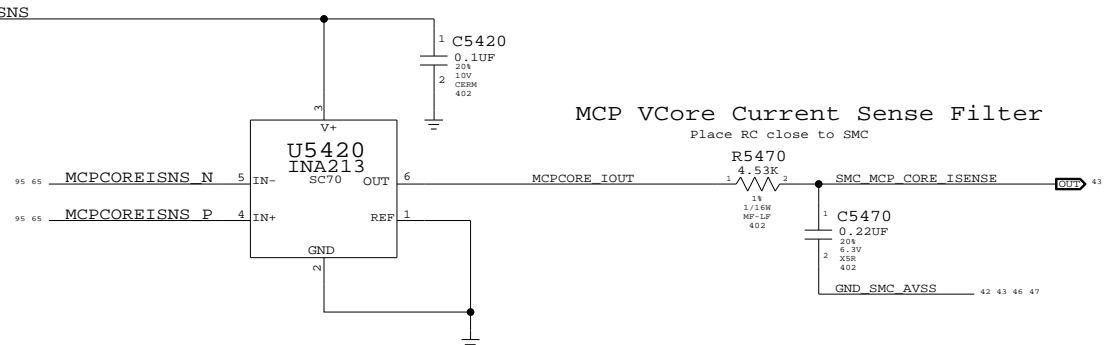 SNS
1
C5420
0.1UF
20%
10V
CERM
402
2
MCP VCore Current Sense Filter
Place RC close to SMC
3
V+
U5420
INA213
SC70
95 65 MCPCOREISNS_N 5 IN- OUT 6 MCPCORE_IOUT
95 65 MCPCOREISNS_P 4 IN+ REF 1
GND
2
R5470
4.53K
1 2
1%
1/16W
MF-LF
402
SMC_MCP_CORE_ISENSE OUT 43
1
C5470
0.22UF
20%
6.3V
X5R
402
2
GND_SMC_AVSS 42 43 46 47